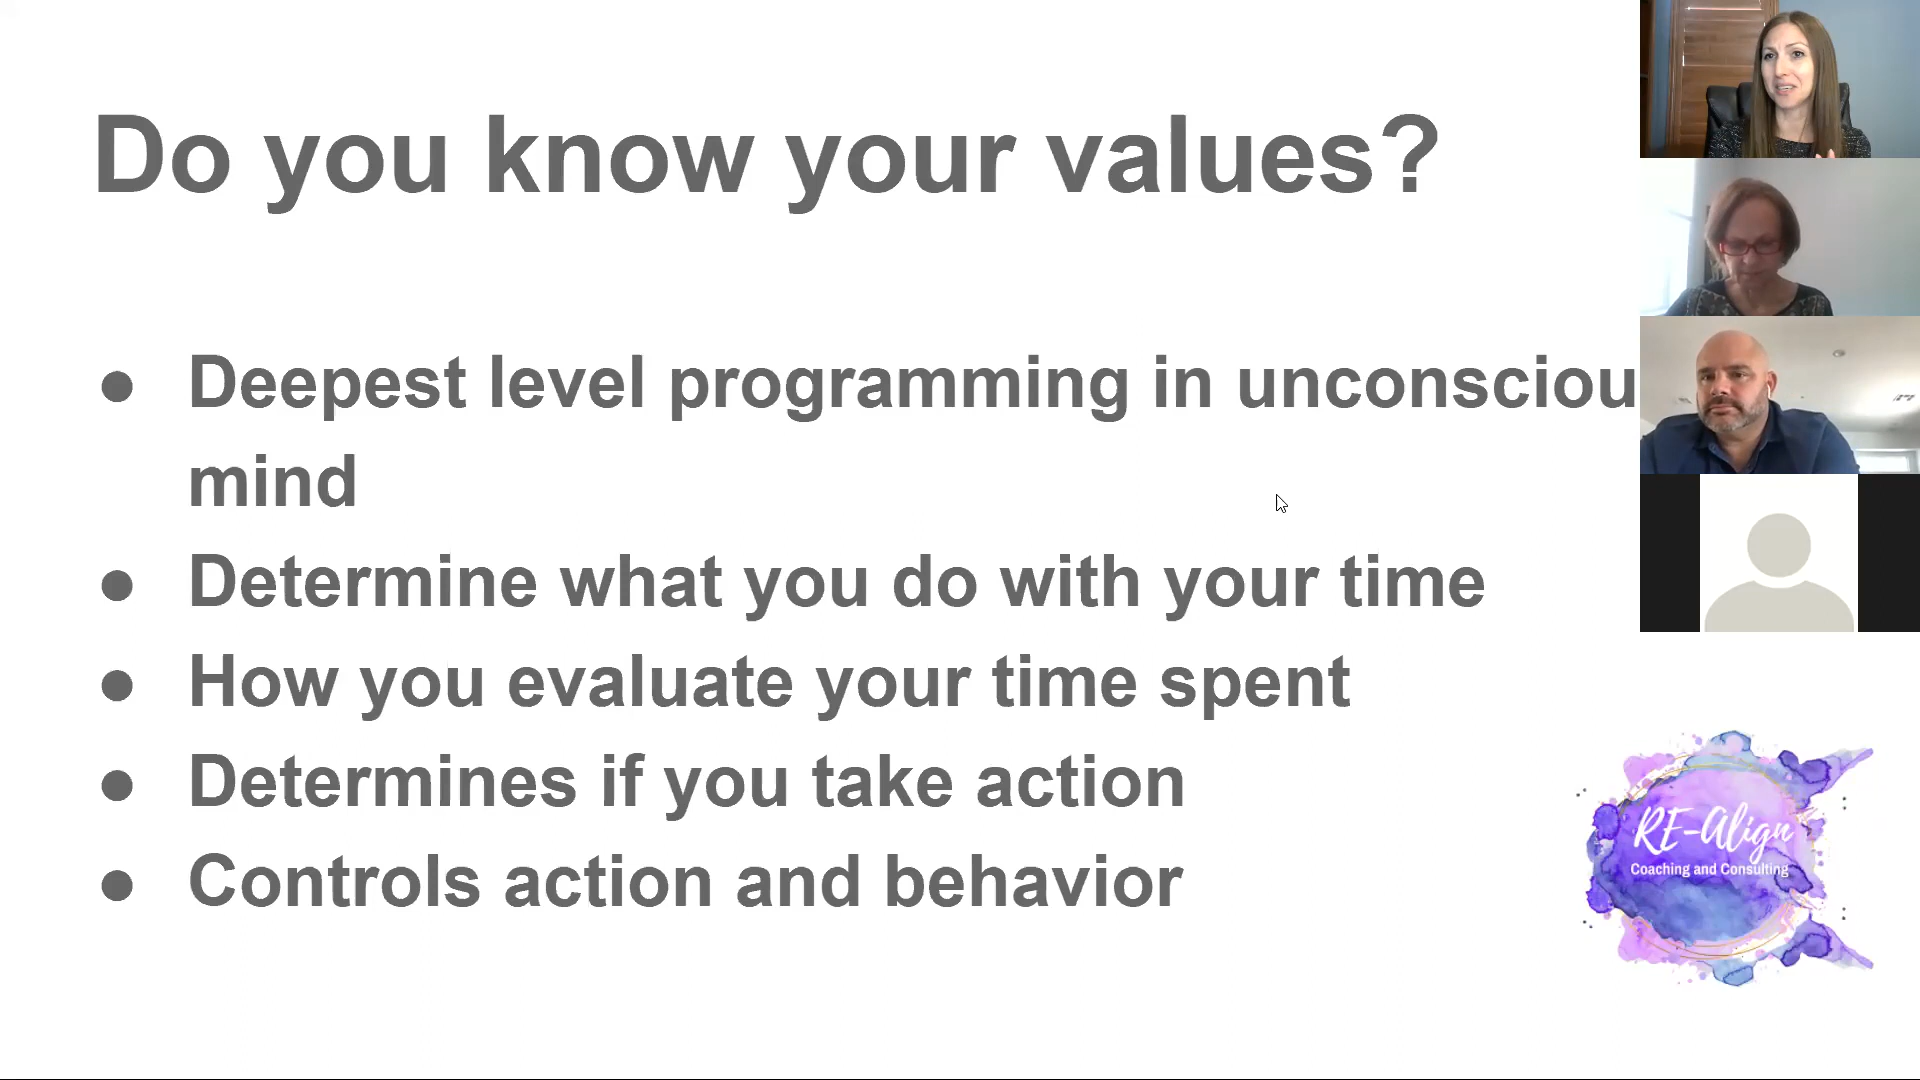 Do you know your values?
● Deepest level programming in unconsciou
mind
● Determine what you do with your time
● How you evaluate your time spent
● Determines if you take action
● Controls action and behavior
RE-Align
Coaching and Consulting